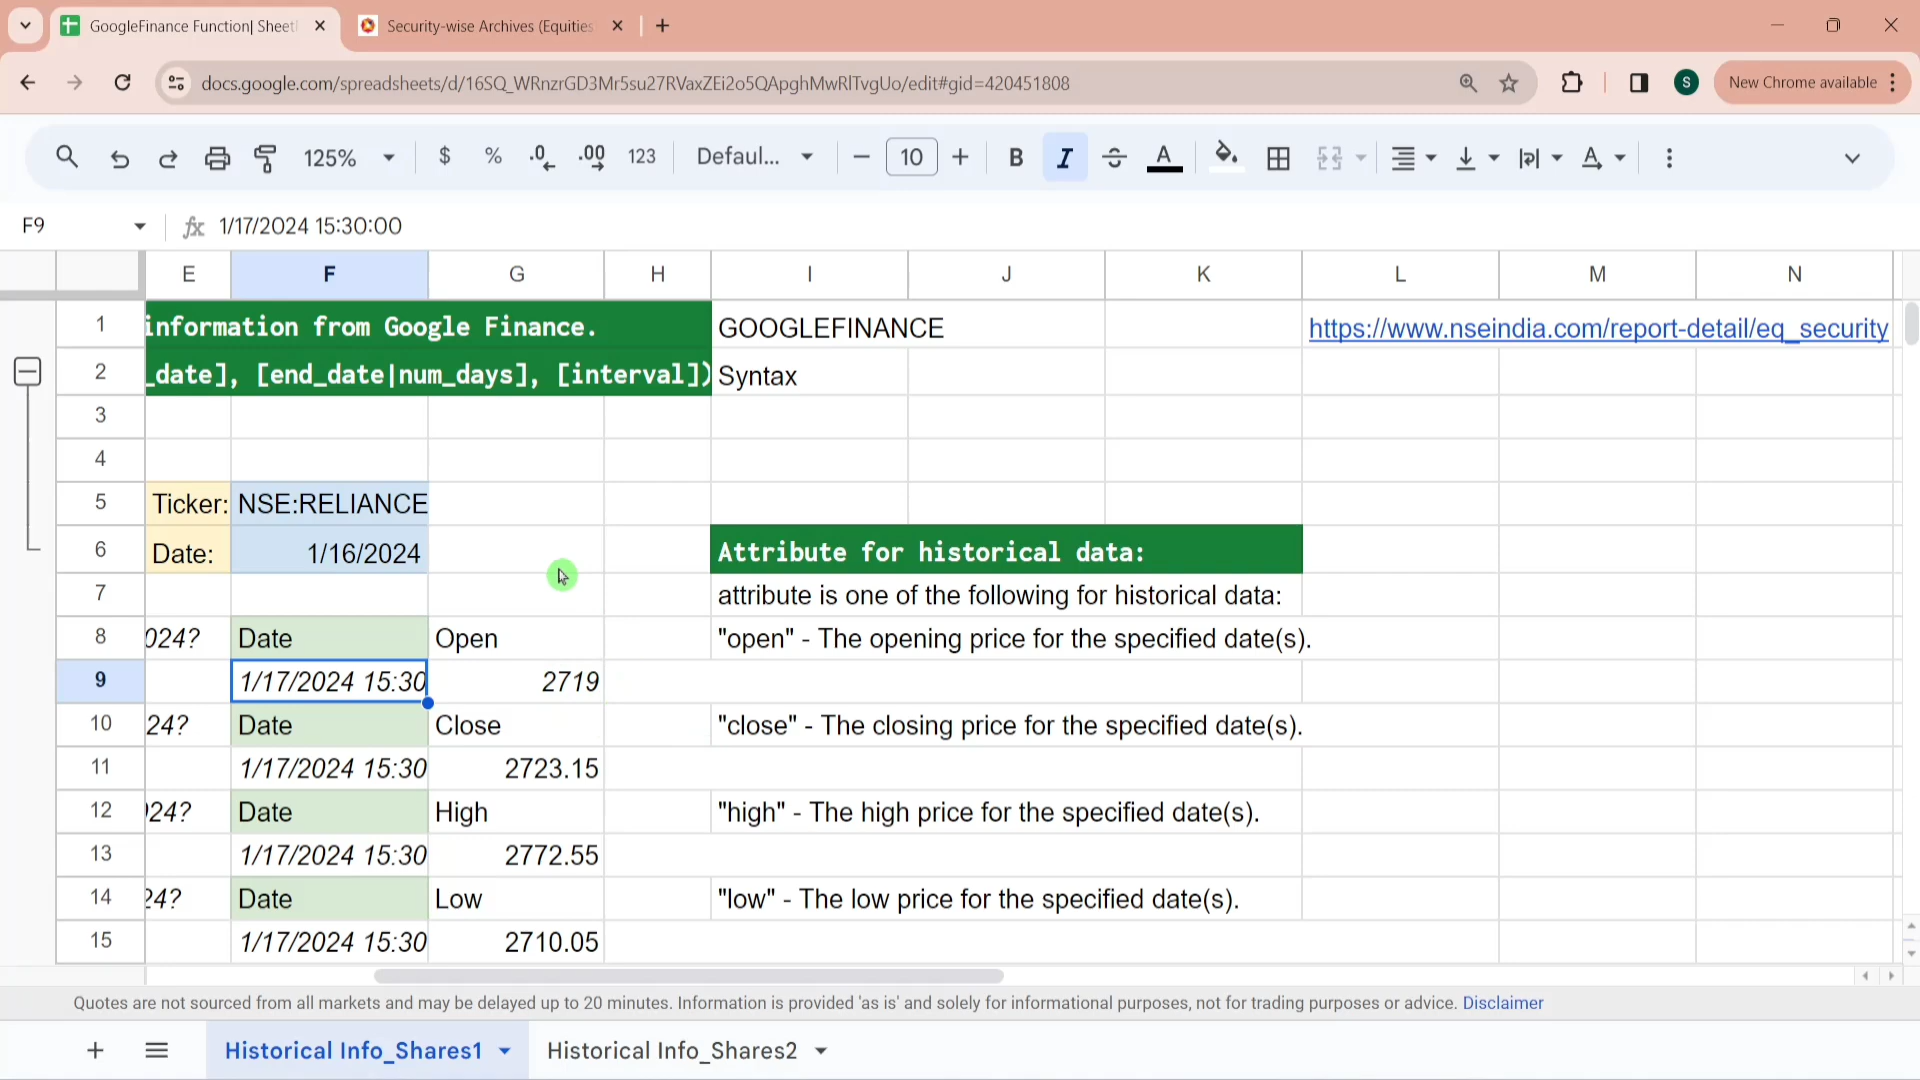 GoogleFinance Function| Sheet
Security-wise Archives (Equities
docs.google.com/spreadsheets/d/16SQ_WRnzrGD3Mr5su27RVaxZEi2o5QApghMwRlTvgUo/edit#gid=420451808
S
New Chrome available
125%
$ % .0 .00 123
Defaul...
10
B I A
F9
fx 1/17/2024 15:30:00
E F G H I J K L M N
1 information from Google Finance. GOOGLEFINANCE https://www.nseindia.com/report-detail/eq_security
2 _date], [end_date|num_days], [interval]) Syntax
3
4
5 Ticker: NSE:RELIANCE
6 Date: 1/16/2024 Attribute for historical data:
7 attribute is one of the following for historical data:
8 024? Date Open "open" - The opening price for the specified date(s).
9 1/17/2024 15:30 2719
10 24? Date Close "close" - The closing price for the specified date(s).
11 1/17/2024 15:30 2723.15
12 024? Date High "high" - The high price for the specified date(s).
13 1/17/2024 15:30 2772.55
14 24? Date Low "low" - The low price for the specified date(s).
15 1/17/2024 15:30 2710.05
Quotes are not sourced from all markets and may be delayed up to 20 minutes. Information is provided 'as is' and solely for informational purposes, not for trading purposes or advice. Disclaimer
Historical Info_Shares1
Historical Info_Shares2